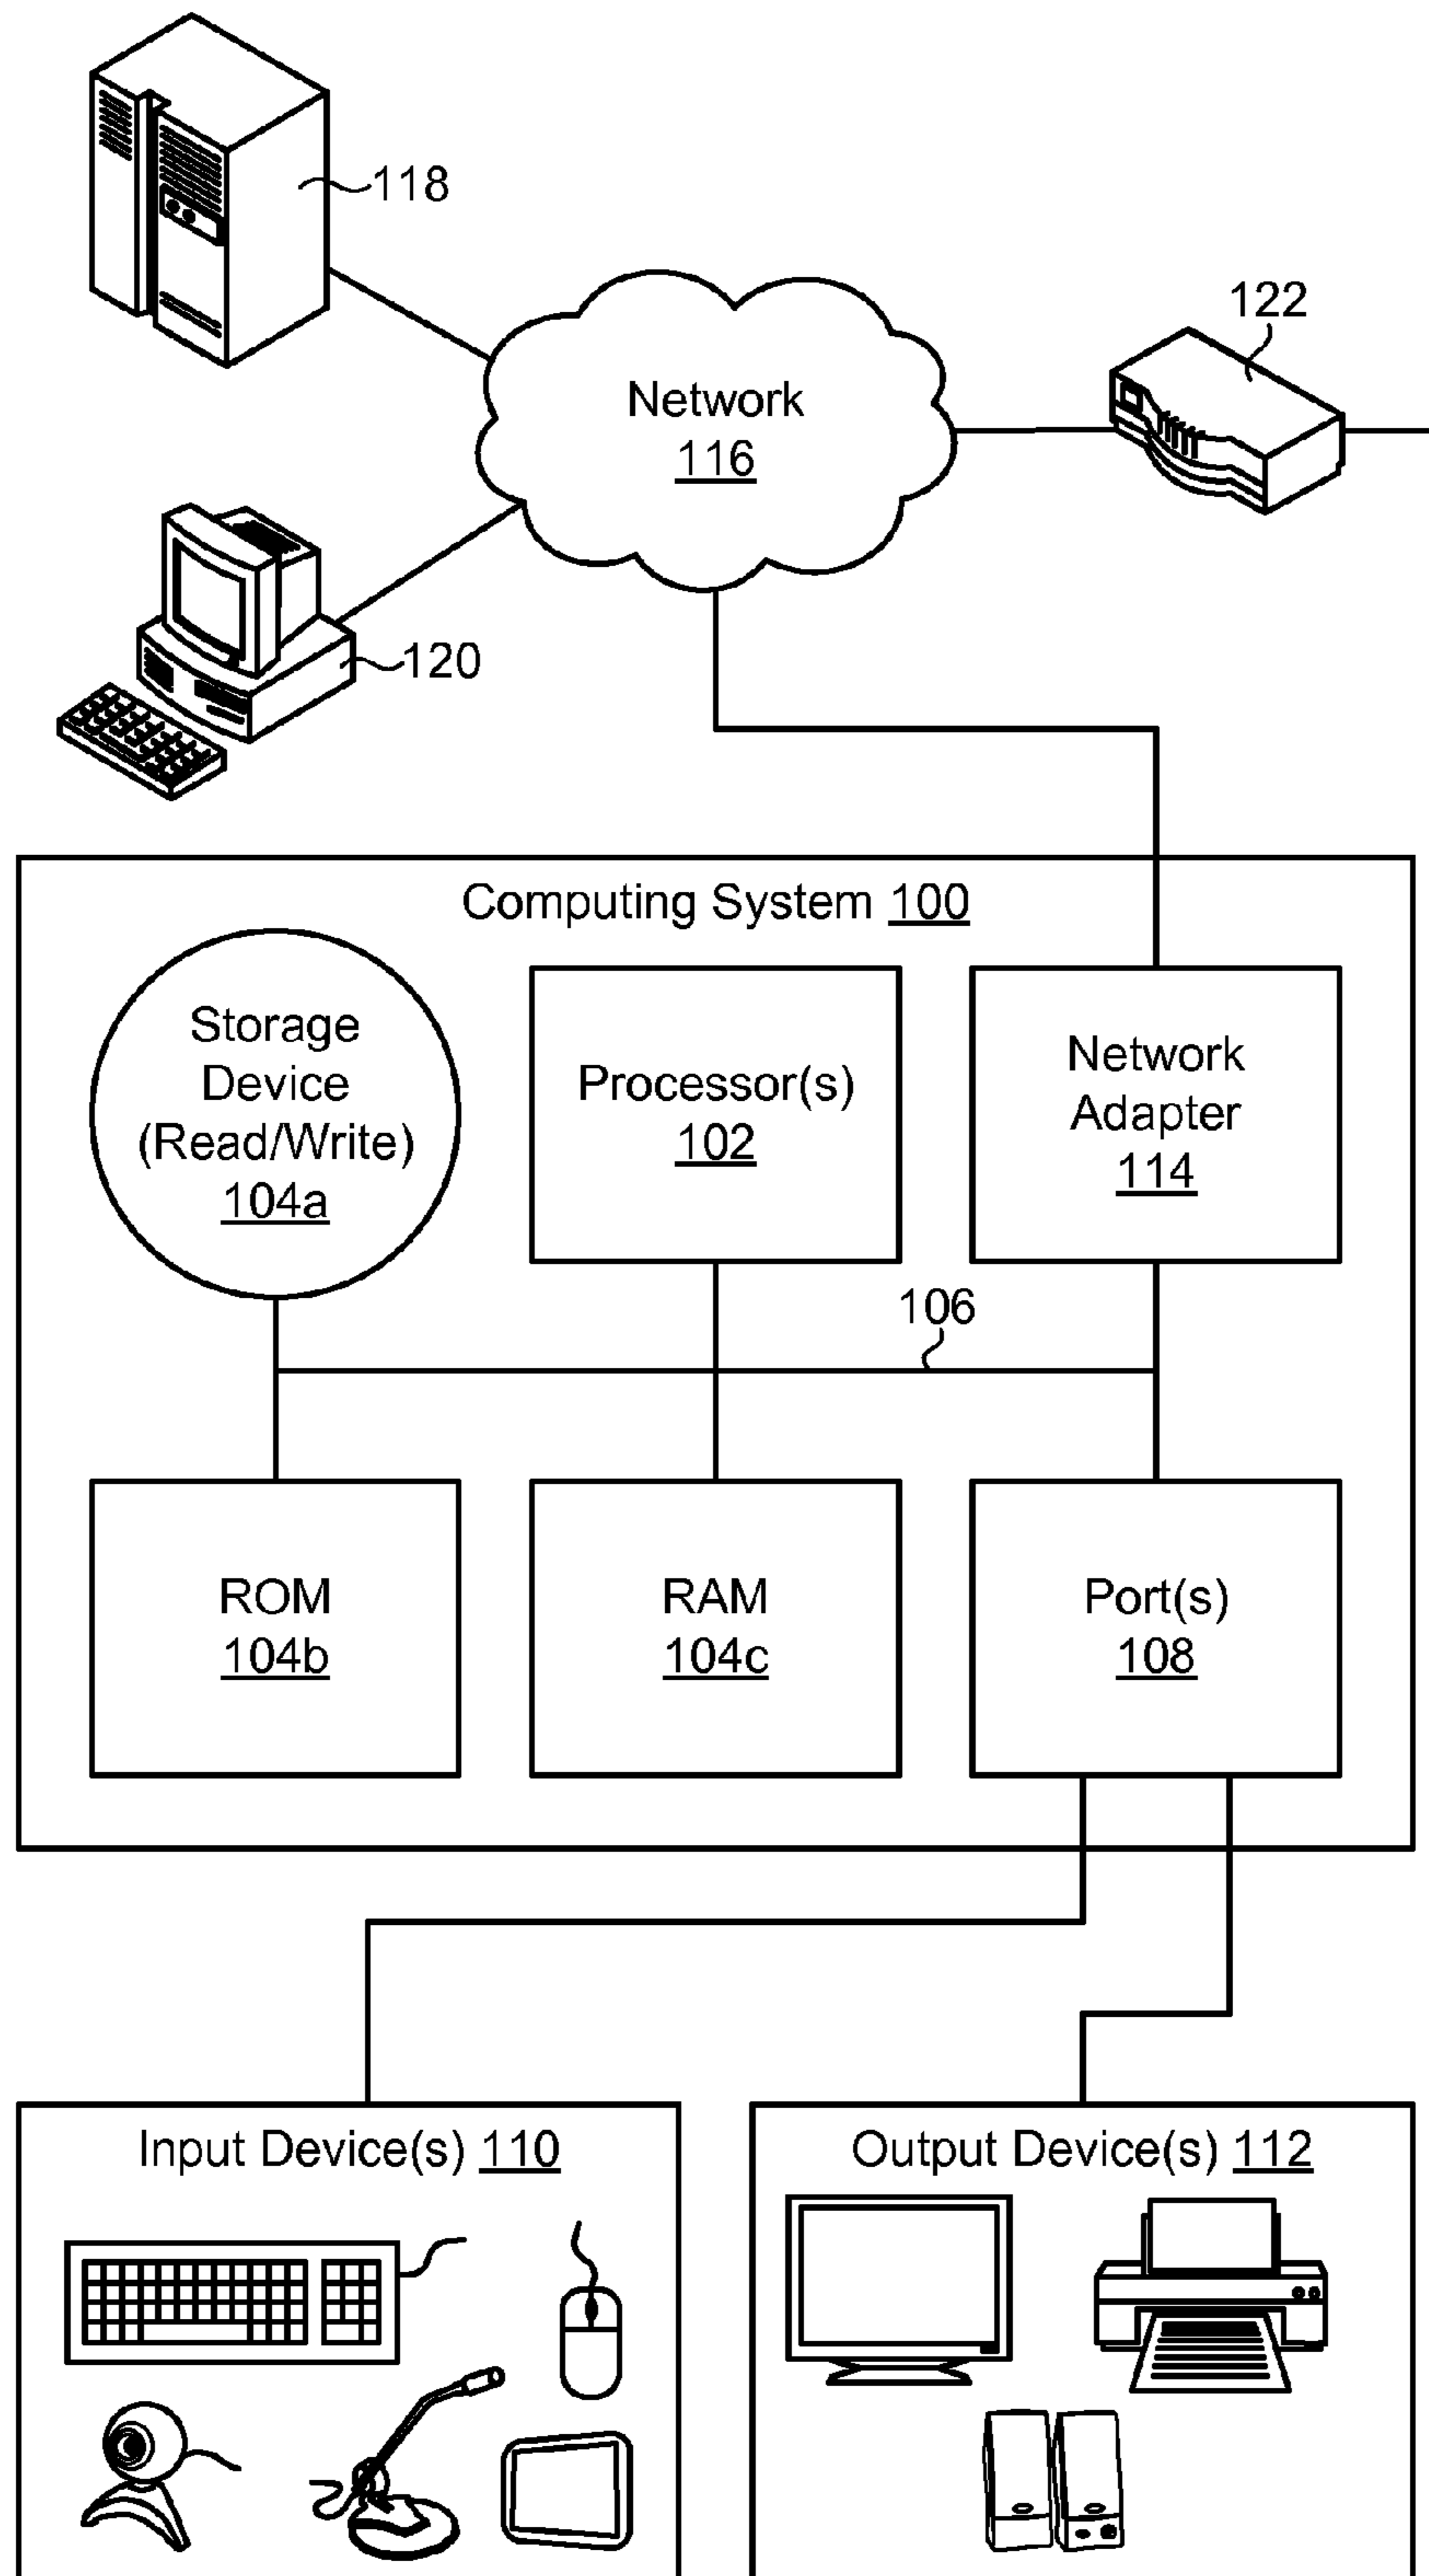 118
122
Network
116
120
Computing System 100
Storage
Device
(Read/Write)
104a
Processor(s)
102
Network
Adapter
114
106
ROM
104b
RAM
104c
Port(s)
108
Input Device(s) 110
Output Device(s) 112